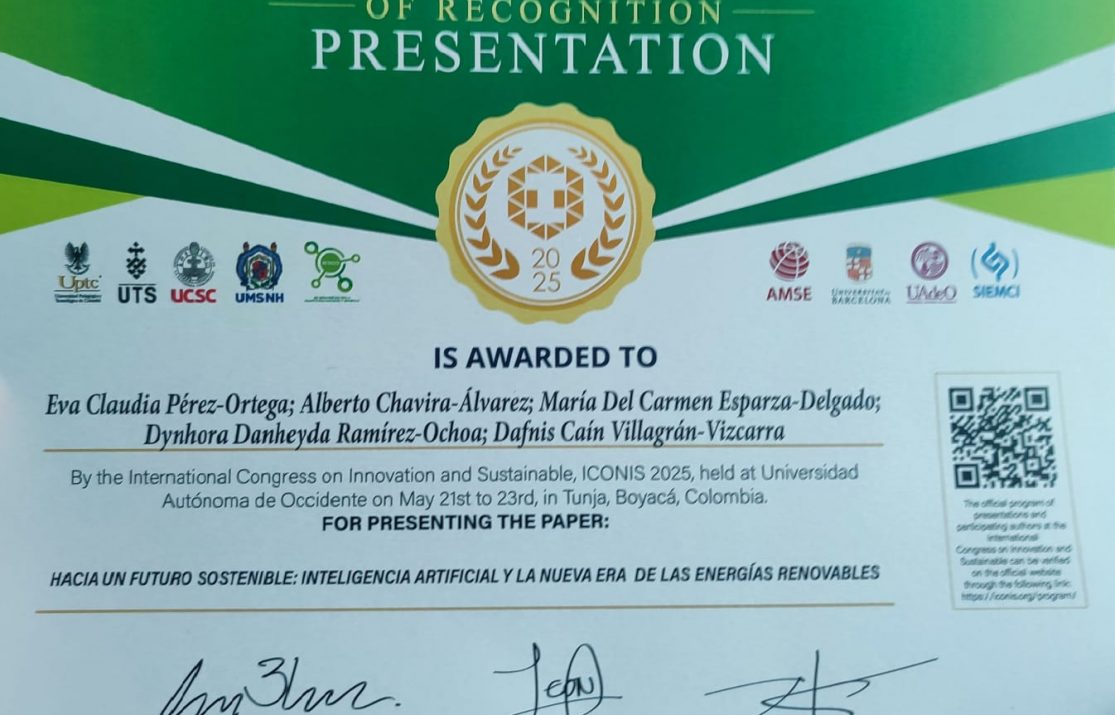 OF RECOGNITION
PRESENTATION
20
25
Uptc
UTS
UCSC
UMSNH
AMSE
UNIVERSITAT DE
BARCELONA
UAdeO
SIEMCI
IS AWARDED TO
Eva Claudia Pérez-Ortega; Alberto Chavira-Álvarez; María Del Carmen Esparza-Delgado;
Dynhora Danheyda Ramírez-Ochoa; Dafnis Caín Villagrán-Vizcarra
By the International Congress on Innovation and Sustainable, ICONIS 2025, held at Universidad
Autónoma de Occidente on May 21st to 23rd, in Tunja, Boyacá, Colombia.
FOR PRESENTING THE PAPER:
HACIA UN FUTURO SOSTENIBLE: INTELIGENCIA ARTIFICIAL Y LA NUEVA ERA DE LAS ENERGÍAS RENOVABLES
The official program of
presentations and
participating authors at the
International
Congress on Innovation and
Sustainable can be verified
on the official website
through the following link:
https://iconis.org/program/